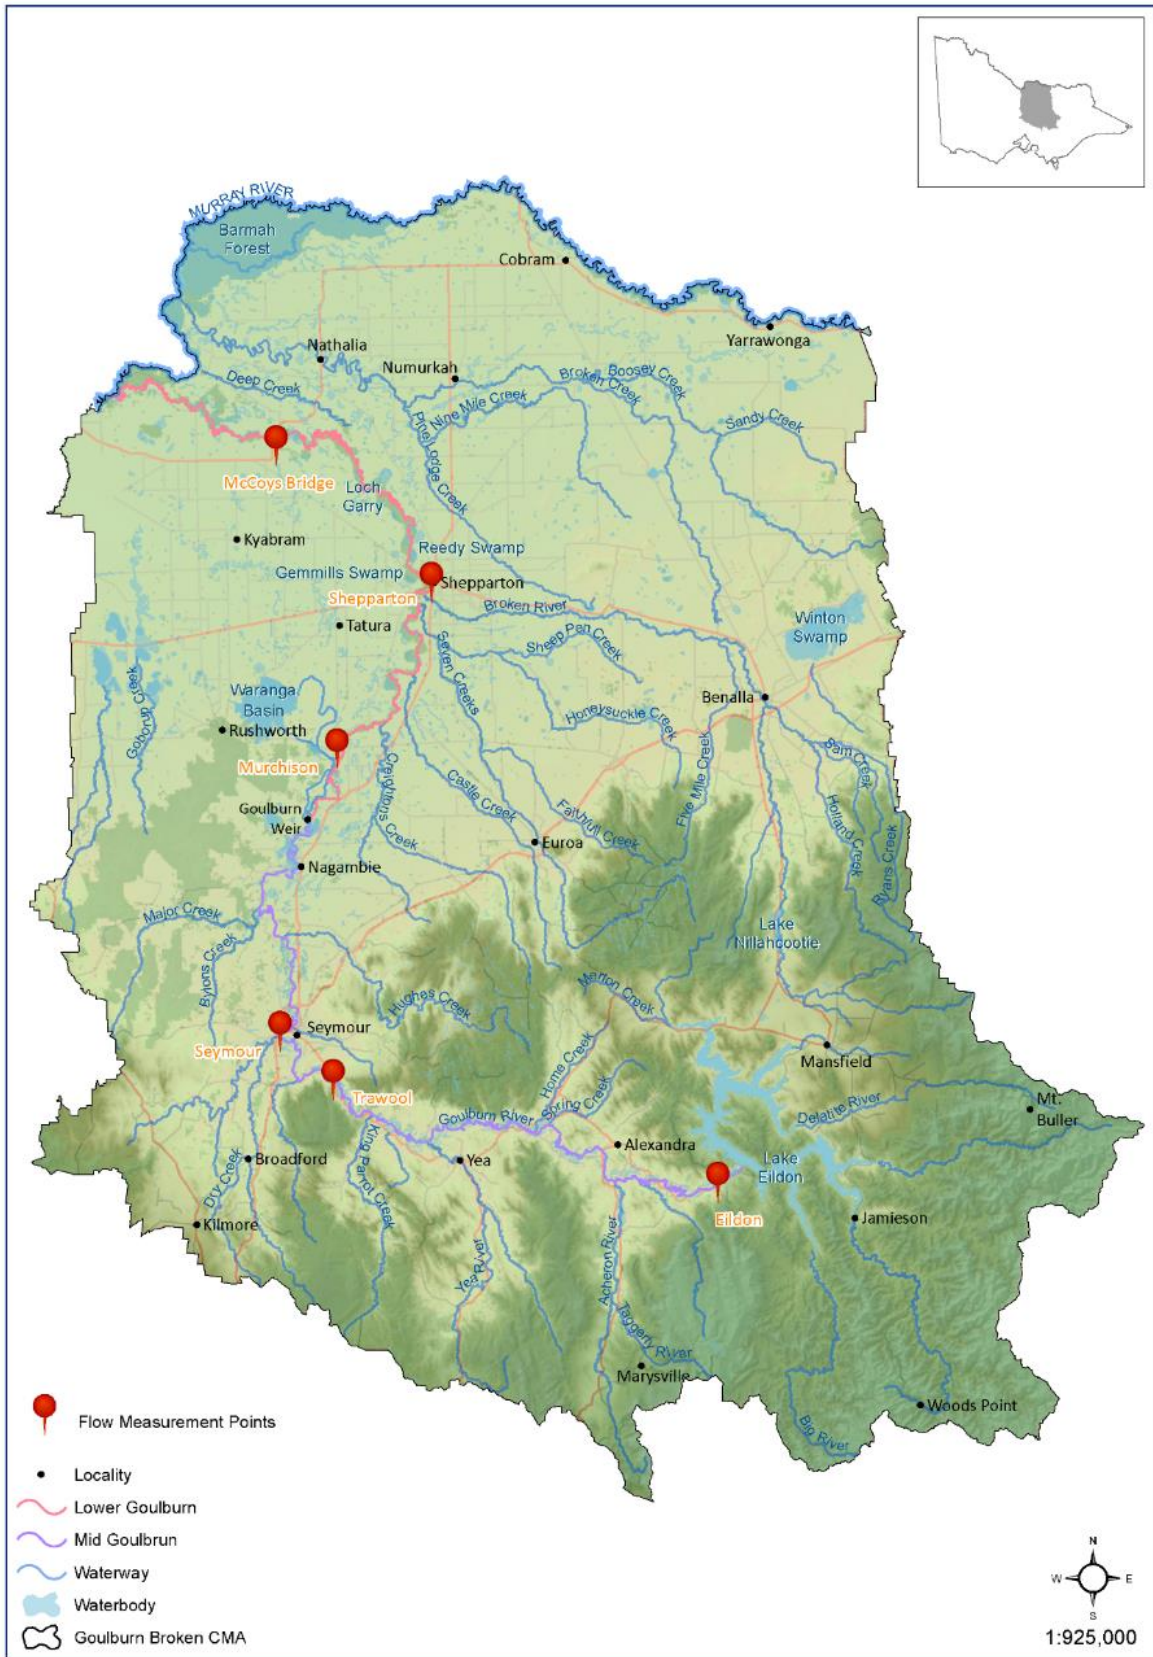 MURRAY RIVER
Barmah
Forest
Cobram
Yarrawonga
Nathalia
Numurkah
Deep Creek
Boosey Creek
Broken Creek
Nine Mile Creek
Sandy Creek
Pine Lodge Creek
McCoys Bridge
Loch
Garry
Kyabram
Reedy Swamp
Gemmills Swamp
Shepparton
Shepparton
Broken River
Winton
Swamp
Tatura
Sheep Pen Creek
Seven Creeks
Gobarup Creek
Waranga
Basin
Benalla
Honeysuckle Creek
Rushworth
Murchison
Sam Creek
Five Mile Creek
Creightons Creek
Castle Creek
Faithfull Creek
Holland Creek
Ryans Creek
Goulburn
Weir
Euroa
Nagambie
Major Creek
Lake
Nillahcootie
Bylons Creek
Merton Creek
Hughes Creek
Seymour
Seymour
Mansfield
Home Creek
Trawool
Spring Creek
Goulburn River
Delatite River
Mt.
Buller
King Parrot Creek
Alexandra
Broadford
Yea
Lake
Eildon
Dry Creek
Eildon
Jamieson
Kilmore
Yea River
Acheron River
Taggerty River
Marysville
Woods Point
Big River
Flow Measurement Points
Locality
Lower Goulburn
Mid Goulbrun
Waterway
Waterbody
Goulburn Broken CMA
N
W
E
S
1:925,000